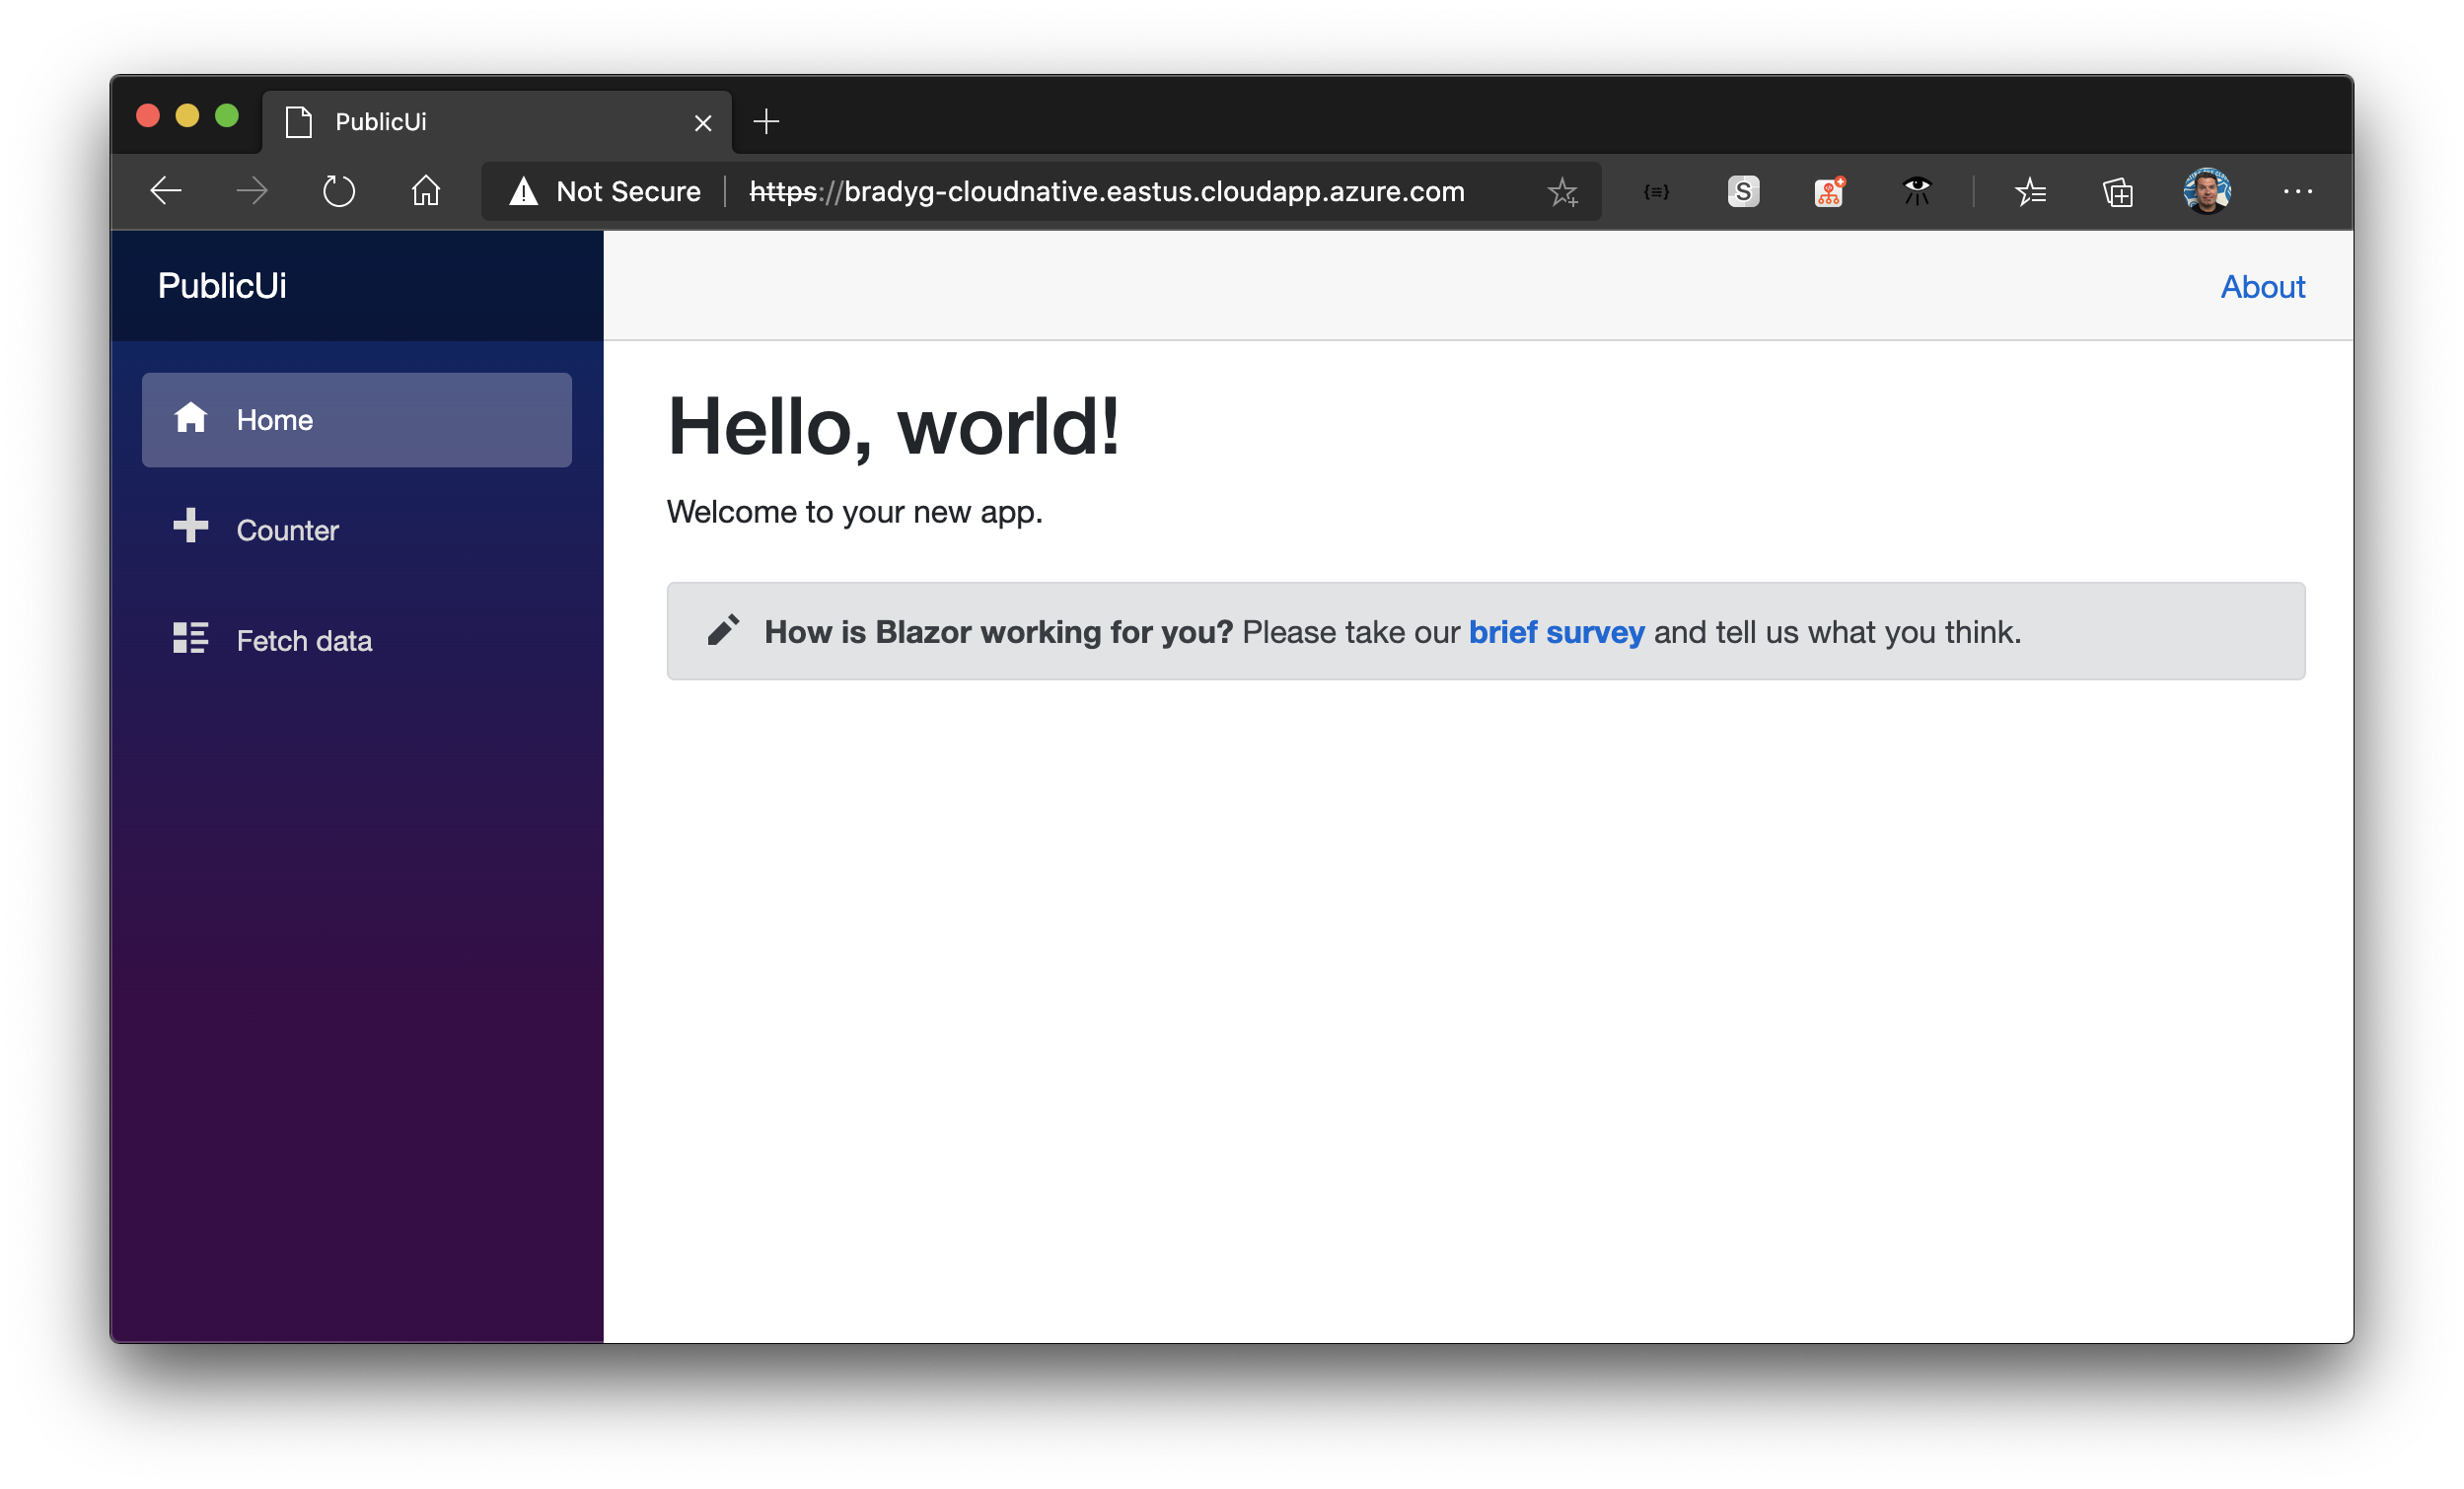 PublicUi
Not Secure https://bradyg-cloudnative.eastus.cloudapp.azure.com
S
PublicUi
About
Home
Counter
Fetch data
Hello, world!
Welcome to your new app.
How is Blazor working for you? Please take our brief survey and tell us what you think.